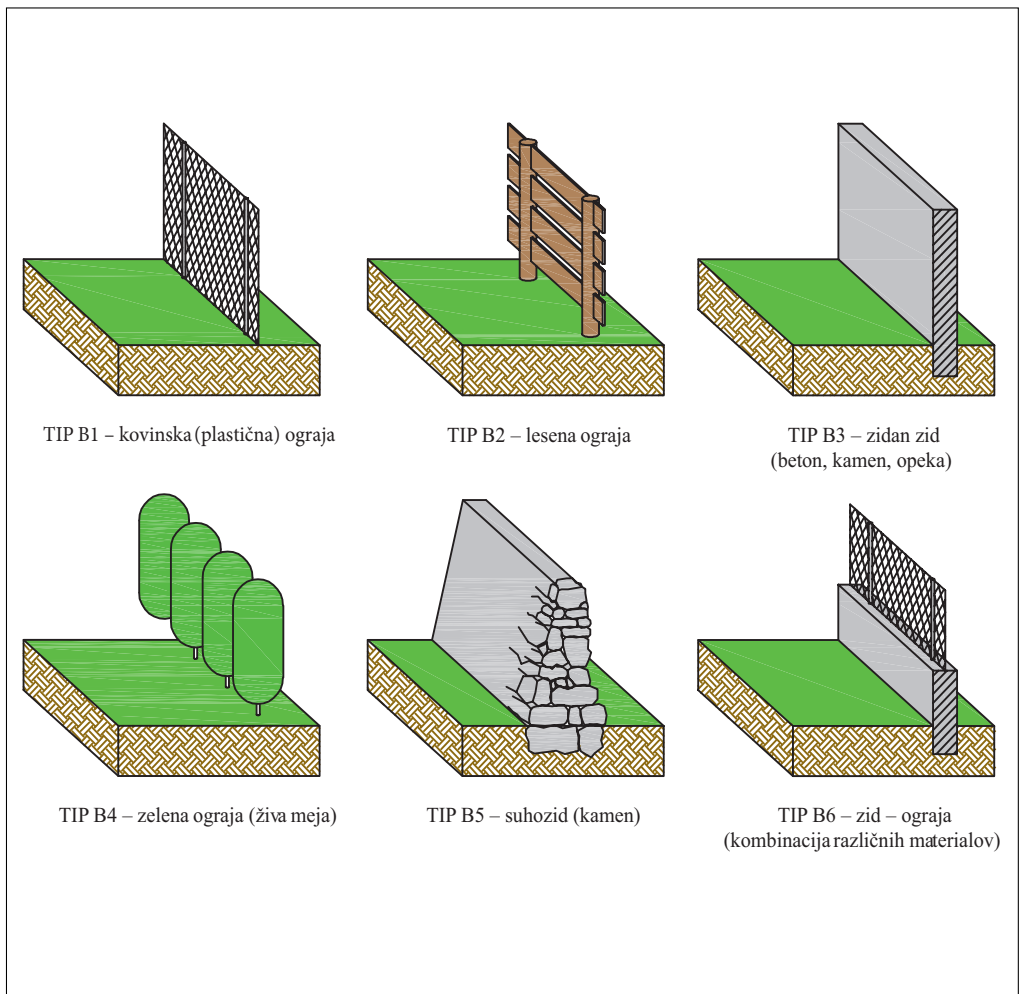 TIP B1 – kovinska (plastična) ograja
TIP B2 – lesena ograja
TIP B3 – zidan zid
(beton, kamen, opeka)
TIP B4 – zelena ograja (živa meja)
TIP B5 – suhozid (kamen)
TIP B6 – zid – ograja
(kombinacija različnih materialov)